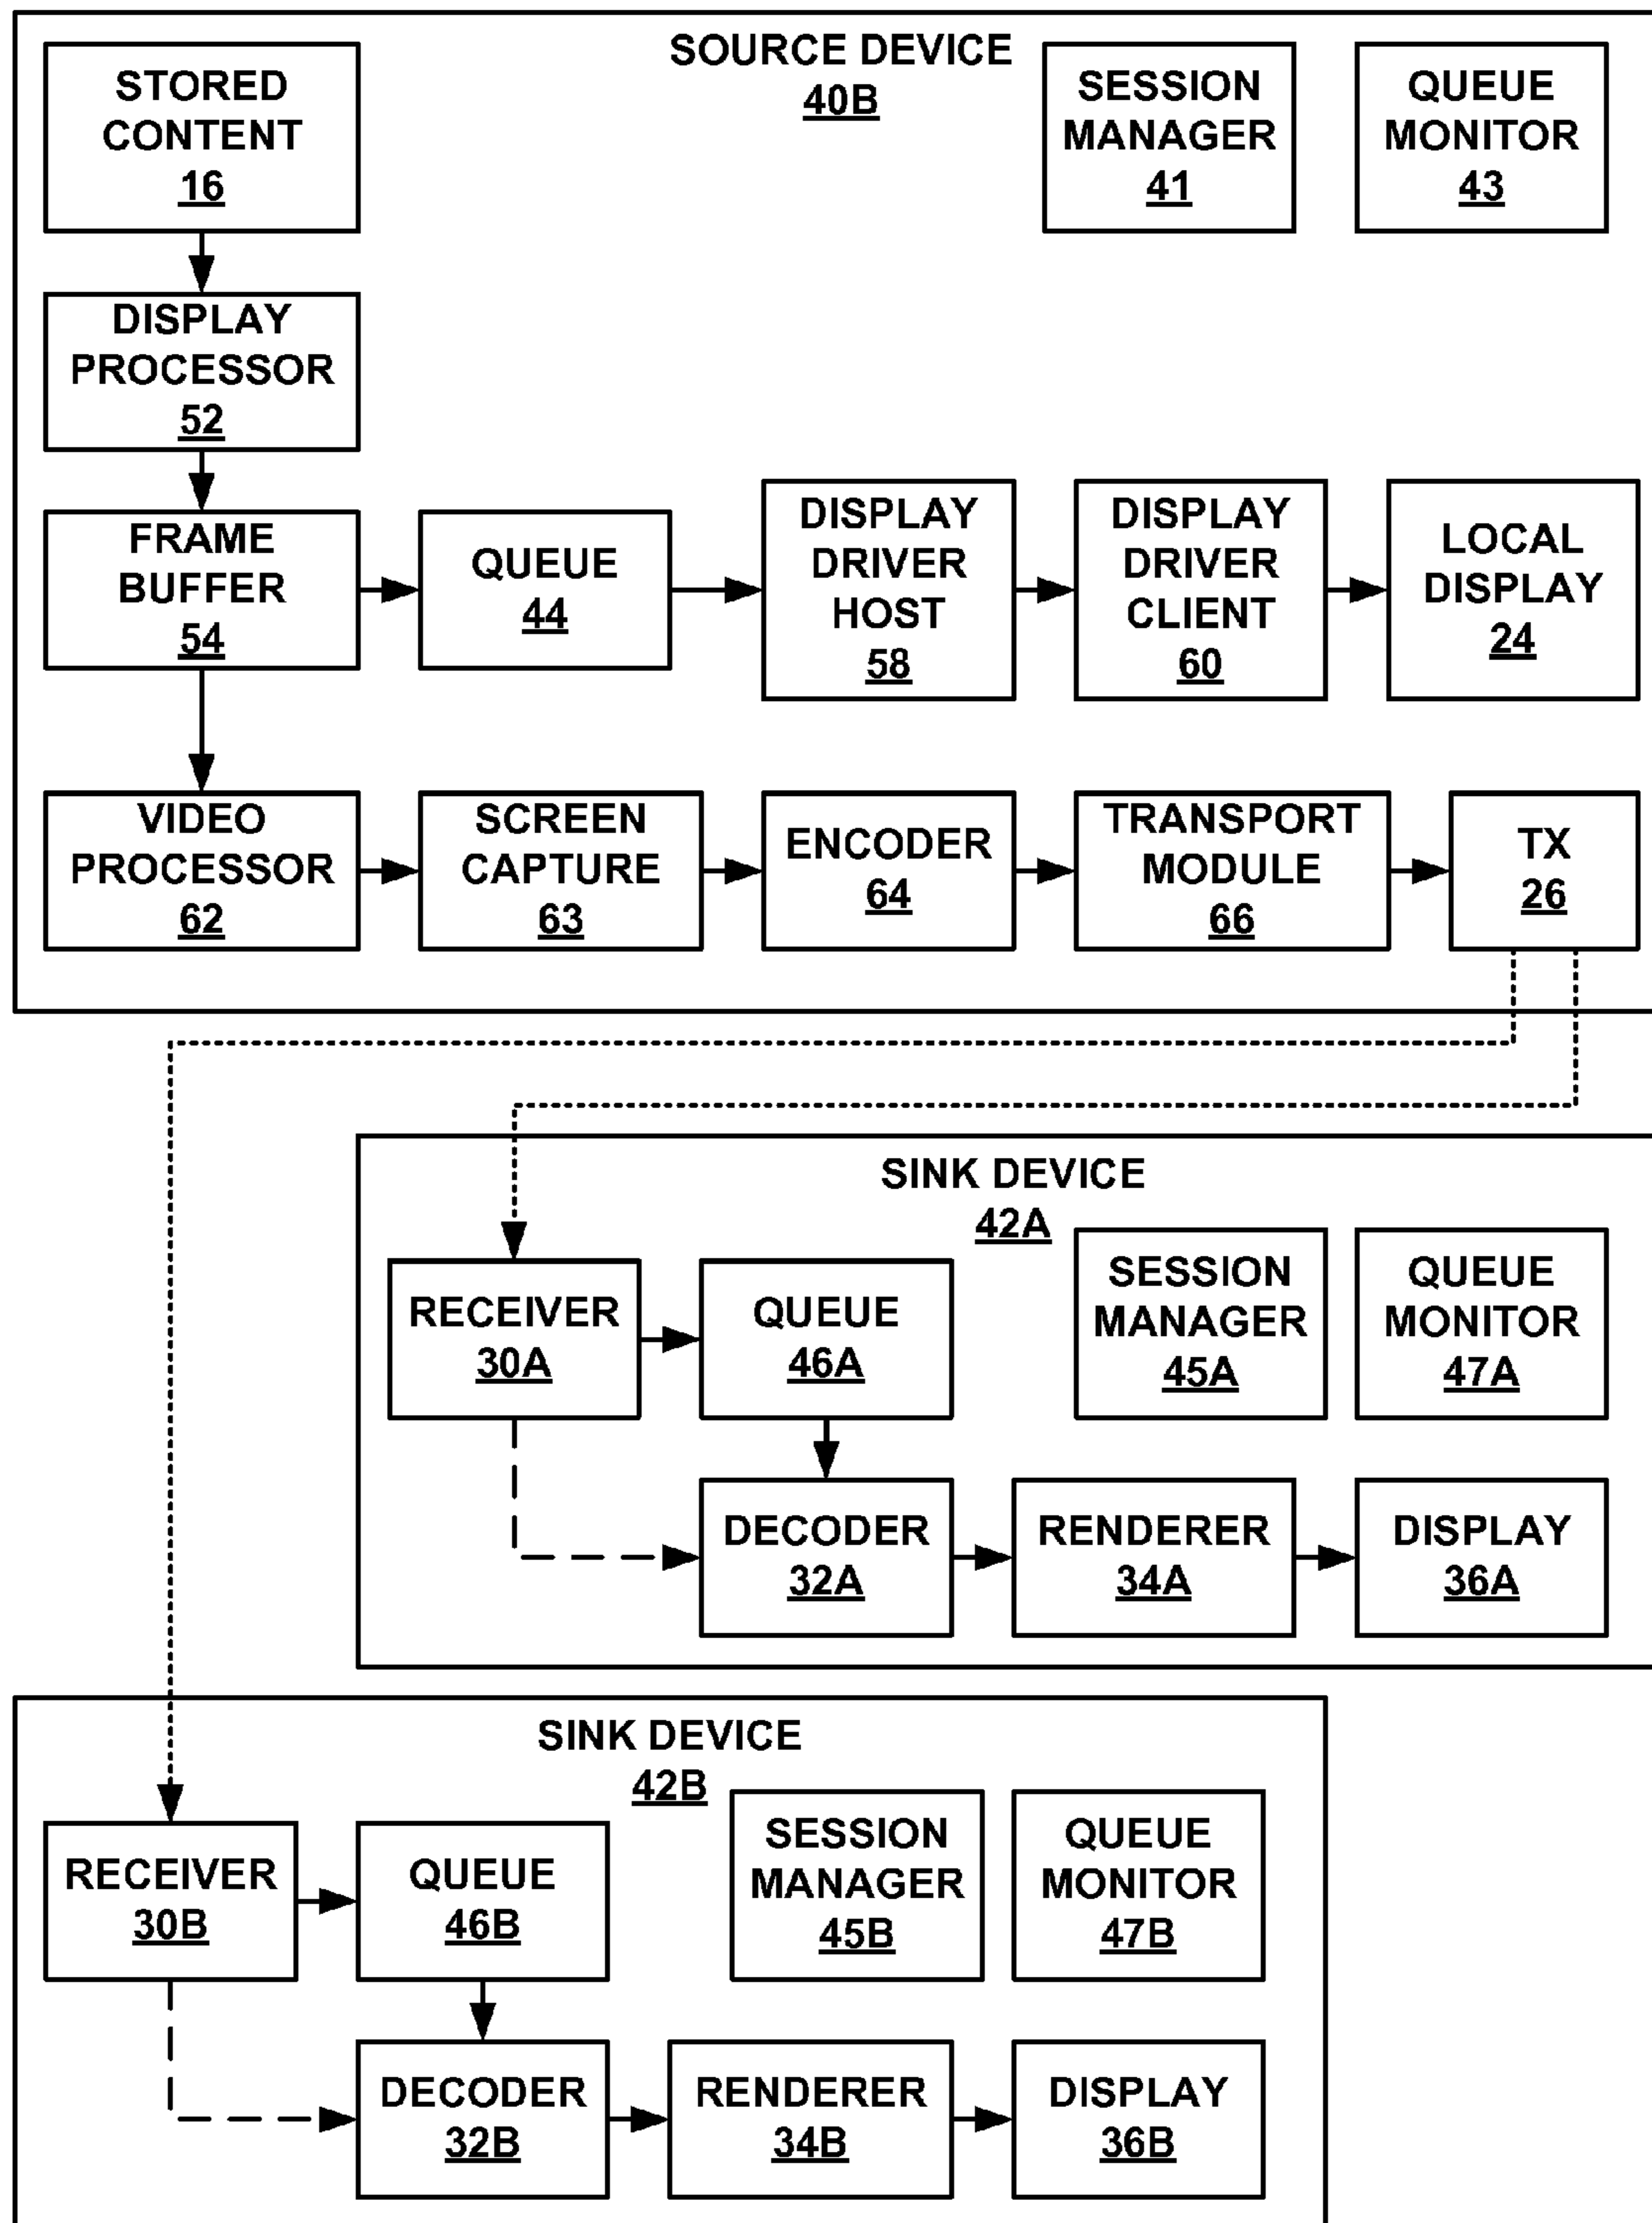 SOURCE DEVICE
40B
STORED
CONTENT
16
SESSION
MANAGER
41
QUEUE
MONITOR
43
DISPLAY
PROCESSOR
52
FRAME
BUFFER
54
QUEUE
44
DISPLAY
DRIVER
HOST
58
DISPLAY
DRIVER
CLIENT
60
LOCAL
DISPLAY
24
VIDEO
PROCESSOR
62
SCREEN
CAPTURE
63
ENCODER
64
TRANSPORT
MODULE
66
TX
26
SINK DEVICE
42A
RECEIVER
30A
QUEUE
46A
SESSION
MANAGER
45A
QUEUE
MONITOR
47A
DECODER
32A
RENDERER
34A
DISPLAY
36A
SINK DEVICE
42B
RECEIVER
30B
QUEUE
46B
SESSION
MANAGER
45B
QUEUE
MONITOR
47B
DECODER
32B
RENDERER
34B
DISPLAY
36B